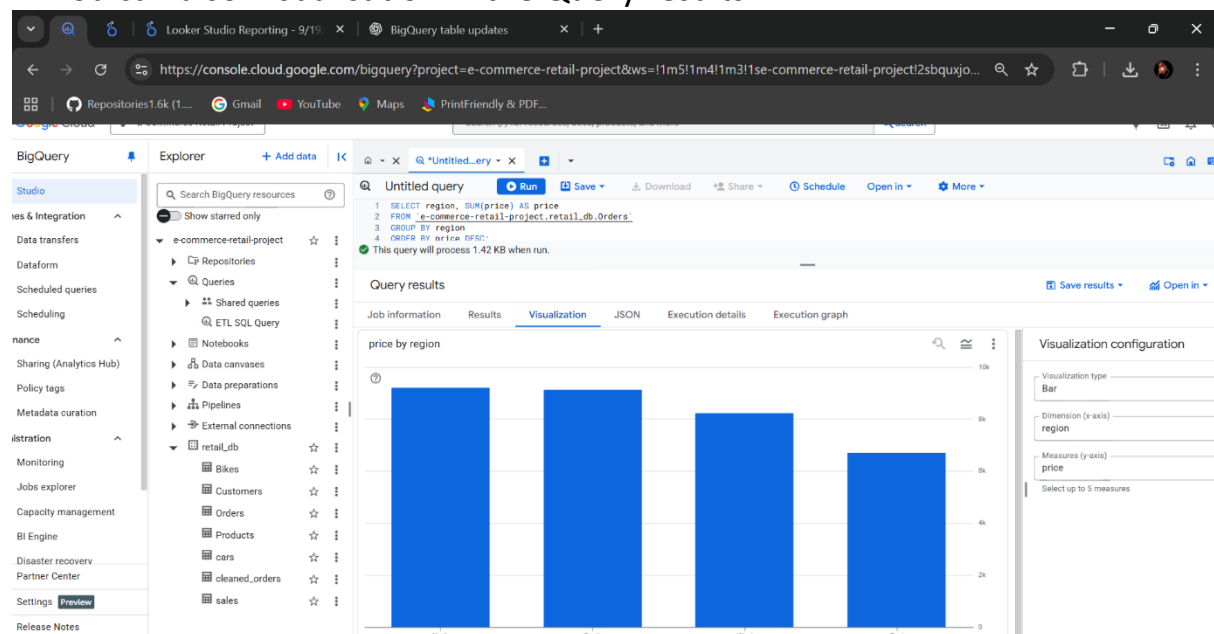 Looker Studio Reporting - 9/19,
BigQuery table updates
https://console.cloud.google.com/bigquery?project=e-commerce-retail-project&ws=!1m5!1m4!1m3!1se-commerce-retail-project!2sbquxjo...
Repositories1.6k (1....
Gmail
YouTube
Maps
PrintFriendly & PDF...
BigQuery
Explorer
+ Add data
*Untitled...ery
Studio
Search BigQuery resources
Untitled query
Run
Save
Download
Share
Schedule
Open in
More
Show starred only
1 SELECT region, SUM(price) AS price
2 FROM `e-commerce-retail-project.retail_db.Orders`
3 GROUP BY region
4 ORDER BY price DESC;
This query will process 1.42 KB when run.
es & Integration
Data transfers
Dataform
Scheduled queries
Scheduling
nance
Sharing (Analytics Hub)
Policy tags
Metadata curation
istration
Monitoring
Jobs explorer
Capacity management
BI Engine
Disaster recovery
Partner Center
Settings Preview
Release Notes
e-commerce-retail-project
Repositories
Queries
Shared queries
ETL SQL Query
Notebooks
Data canvases
Data preparations
Pipelines
External connections
retail_db
Bikes
Customers
Orders
Products
cars
cleaned_orders
sales
Query results
Save results
Open in
Job information
Results
Visualization
JSON
Execution details
Execution graph
price by region
10k
8k
6k
4k
2k
0
Visualization configuration
Visualization type
Bar
Dimension (x-axis)
region
Measures (y-axis)
price
Select up to 5 measures